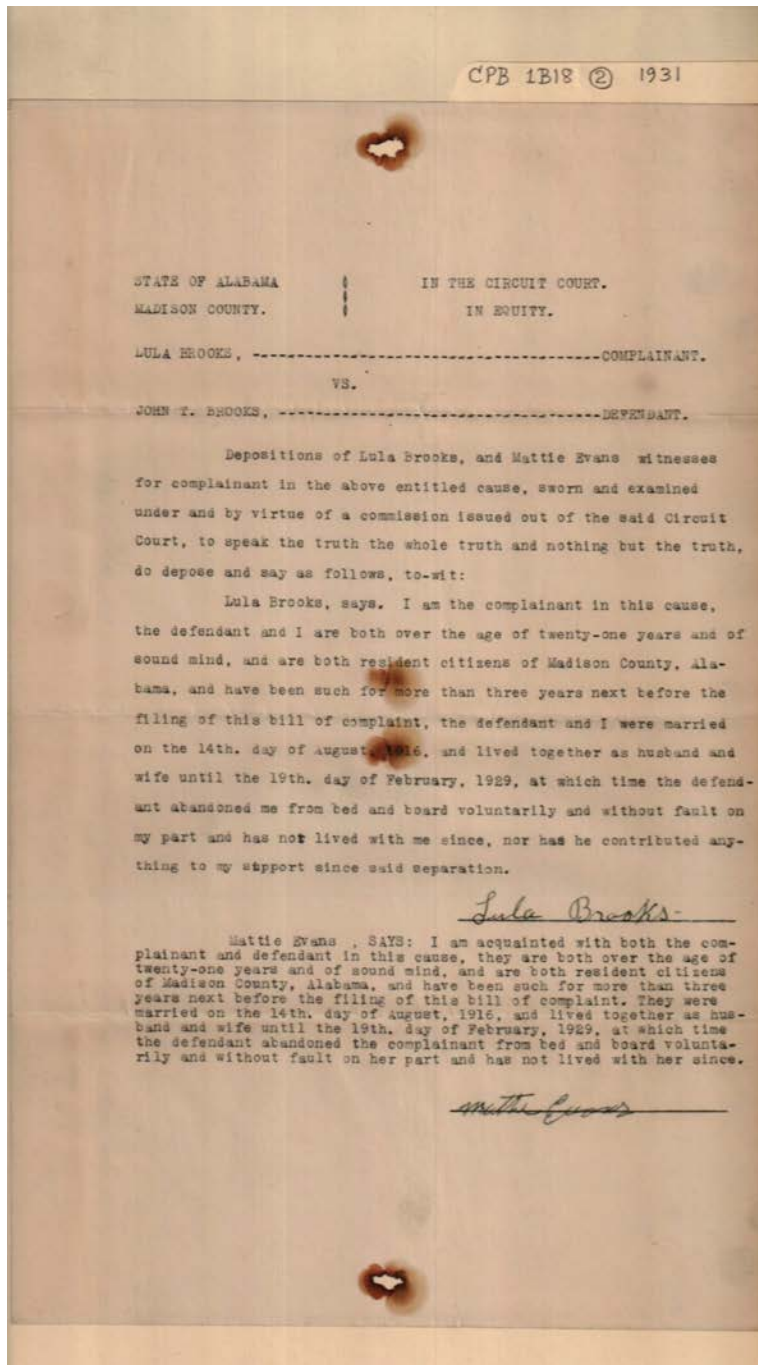 CPB 1B18 ② 1931
STATE OF ALABAMA IN THE CIRCUIT COURT.
MADISON COUNTY. IN EQUITY.
LULA BROOKS, ---------------------------------------COMPLAINANT.
VS.
JOHN T. BROOKS, ------------------------------------DEFENDANT.
Depositions of Lula Brooks, and Mattie Evans witnesses
for complainant in the above entitled cause, sworn and examined
under and by virtue of a commission issued out of the said Circuit
Court, to speak the truth the whole truth and nothing but the truth,
do depose and say as follows, to-wit:
Lula Brooks, says. I am the complainant in this cause,
the defendant and I are both over the age of twenty-one years and of
sound mind, and are both resident citizens of Madison County, Ala-
bama, and have been such for more than three years next before the
filing of this bill of complaint, the defendant and I were married
on the 14th. day of August, 1916, and lived together as husband and
wife until the 19th. day of February, 1929, at which time the defend-
ant abandoned me from bed and board voluntarily and without fault on
my part and has not lived with me since, nor has he contributed any-
thing to my support since said separation.
Lula Brooks-
Mattie Evans , SAYS: I am acquainted with both the com-
plainant and defendant in this cause, they are both over the age of
twenty-one years and of sound mind, and are both resident citizens
of Madison County, Alabama, and have been such for more than three
years next before the filing of this bill of complaint. They were
married on the 14th. day of August, 1916, and lived together as hus-
band and wife until the 19th. day of February, 1929, at which time
the defendant abandoned the complainant from bed and board volunta-
rily and without fault on her part and has not lived with her since.
Mattie Evans